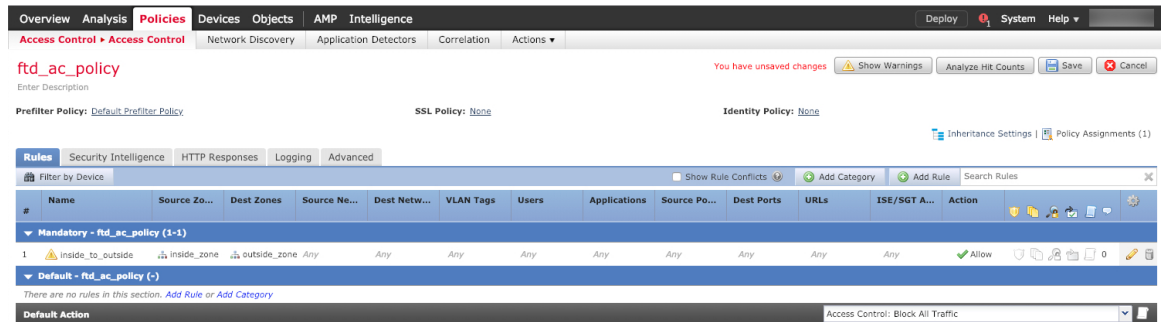 Overview Analysis Policies Devices Objects AMP Intelligence Deploy 1 System Help
Access Control ▸ Access Control Network Discovery Application Detectors Correlation Actions
ftd_ac_policy You have unsaved changes Show Warnings Analyze Hit Counts Save Cancel
Enter Description
Prefilter Policy: Default Prefilter Policy SSL Policy: None Identity Policy: None
Inheritance Settings | Policy Assignments (1)
Rules Security Intelligence HTTP Responses Logging Advanced
Filter by Device Show Rule Conflicts Add Category Add Rule Search Rules
# Name Source Zo... Dest Zones Source Ne... Dest Netw... VLAN Tags Users Applications Source Po... Dest Ports URLs ISE/SGT A... Action
Mandatory - ftd_ac_policy (1-1)
1 inside_to_outside inside_zone outside_zone Any Any Any Any Any Any Any Any Any Allow 0
Default - ftd_ac_policy (-)
There are no rules in this section. Add Rule or Add Category
Default Action Access Control: Block All Traffic